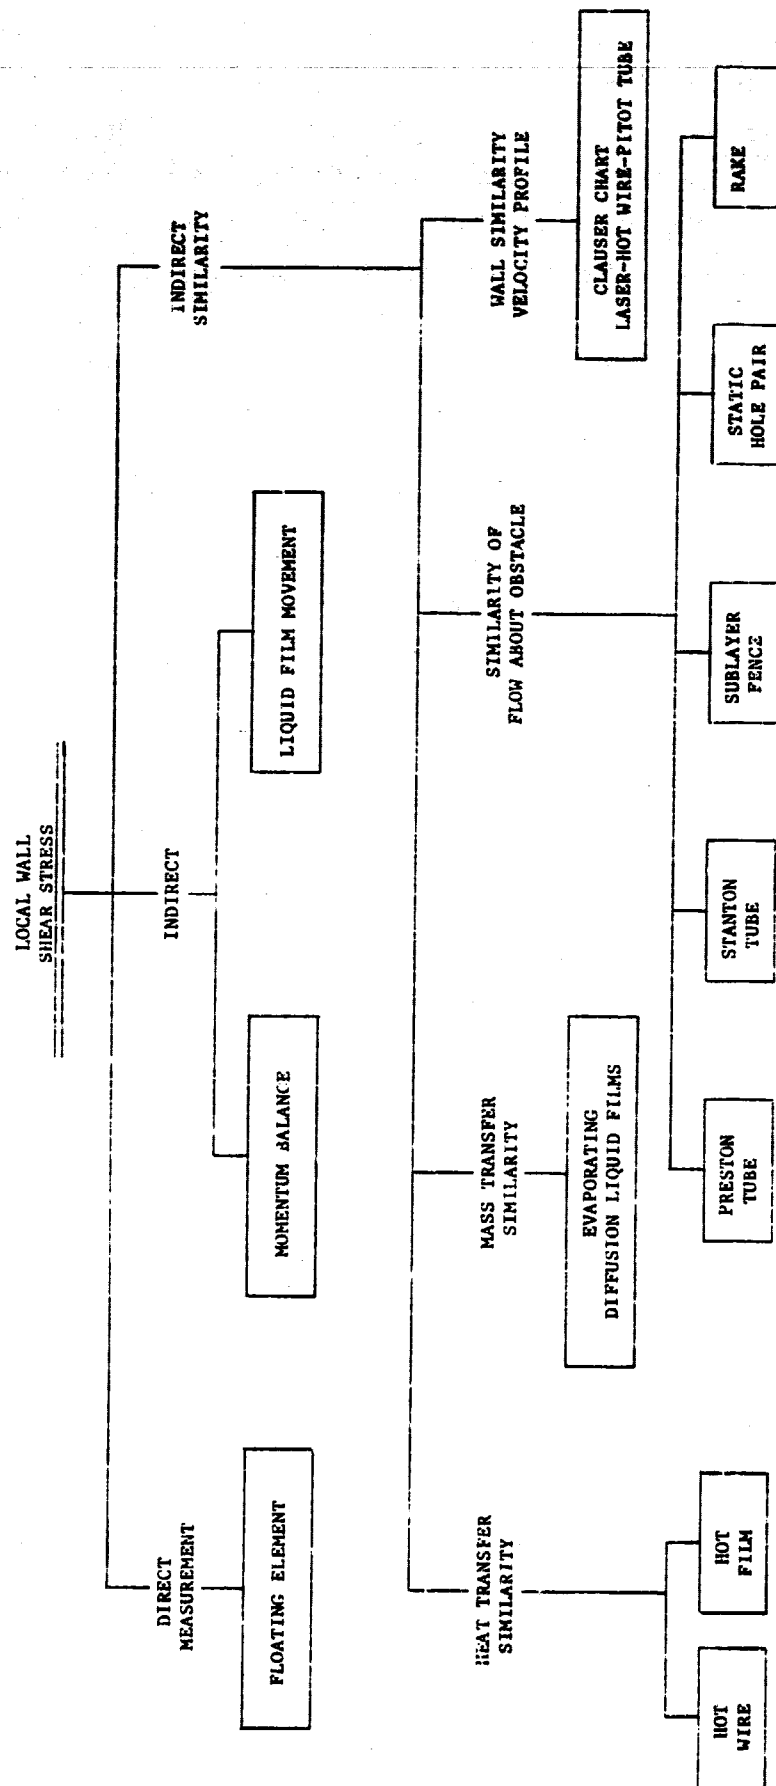 LOCAL WALL
SHEAR STRESS
DIRECT
MEASUREMENT
INDIRECT
INDIRECT
SIMILARITY
FLOATING ELEMENT
MOMENTUM BALANCE
LIQUID FILM MOVEMENT
HEAT TRANSFER
SIMILARITY
MASS TRANSFER
SIMILARITY
SIMILARITY OF
FLOW ABOUT OBSTACLE
WALL SIMILARITY
VELOCITY PROFILE
EVAPORATING
DIFFUSION LIQUID FILMS
CLAUSER CHART
LASER-HOT WIRE-PITOT TUBE
HOT
WIRE
HOT
FILM
PRESTON
TUBE
STANTON
TUBE
SUBLAYER
FENCE
STATIC
HOLE PAIR
RAKE